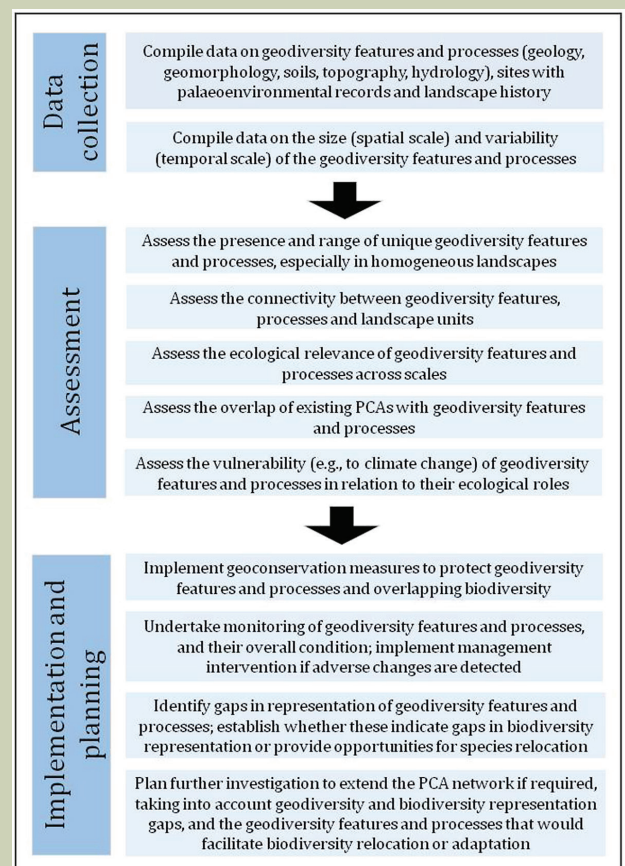 Data
collection
Compile data on geodiversity features and processes (geology,
geomorphology, soils, topography, hydrology), sites with
palaeoenvironmental records and landscape history
Compile data on the size (spatial scale) and variability
(temporal scale) of the geodiversity features and processes
Assessment
Assess the presence and range of unique geodiversity features
and processes, especially in homogeneous landscapes
Assess the connectivity between geodiversity features,
processes and landscape units
Assess the ecological relevance of geodiversity features and
processes across scales
Assess the overlap of existing PCAs with geodiversity features
and processes
Assess the vulnerability (e.g., to climate change) of geodiversity
features and processes in relation to their ecological roles
Implementation and
planning
Implement geoconservation measures to protect geodiversity
features and processes and overlapping biodiversity
Undertake monitoring of geodiversity features and processes,
and their overall condition; implement management
intervention if adverse changes are detected
Identify gaps in representation of geodiversity features and
processes; establish whether these indicate gaps in biodiversity
representation or provide opportunities for species relocation
Plan further investigation to extend the PCA network if required,
taking into account geodiversity and biodiversity representation
gaps, and the geodiversity features and processes that would
facilitate biodiversity relocation or adaptation